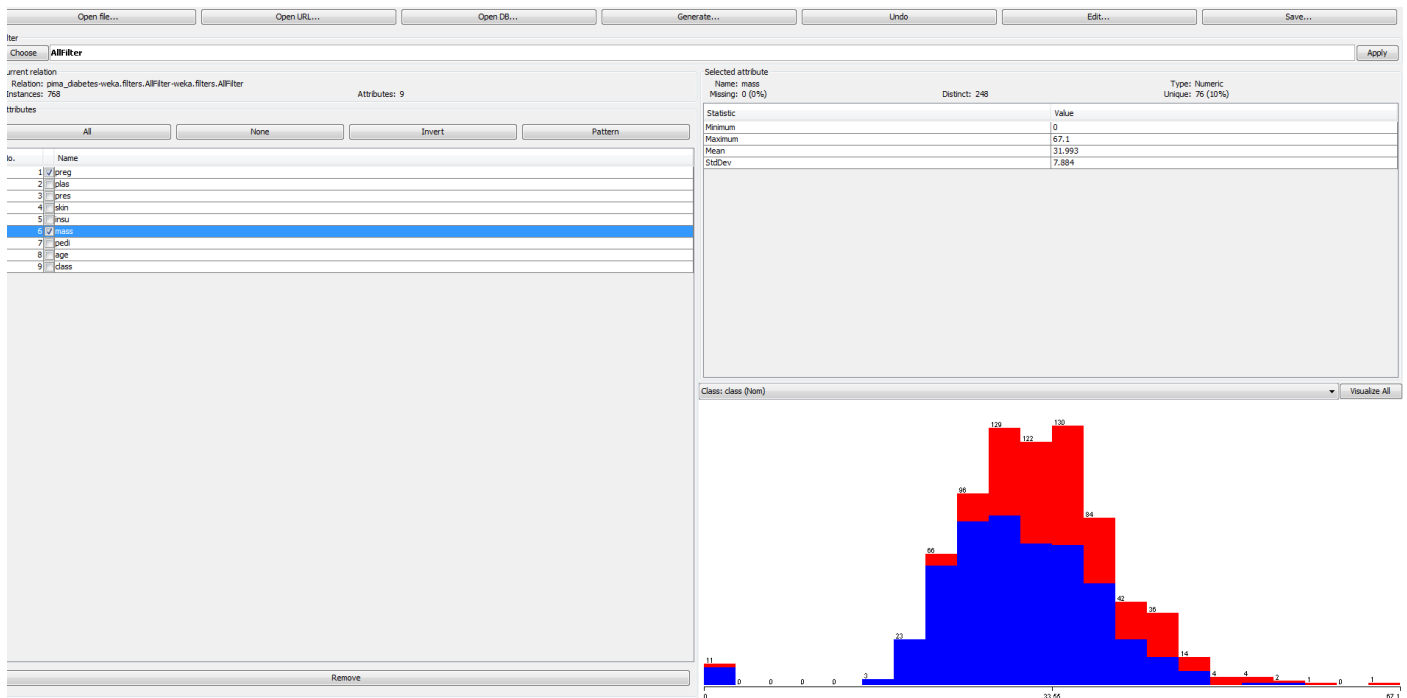 Open file... Open URL... Open DB... Generate... Undo Edit... Save...
lter
Choose AllFilter Apply
urrent relation
Relation: pima_diabetes-weka.filters.AllFilter-weka.filters.AllFilter
Instances: 768 Attributes: 9
ttributes
All None Invert Pattern
lo. Name
1 preg
2 plas
3 pres
4 skin
5 insu
6 mass
7 pedi
8 age
9 class
Remove
Selected attribute
Name: mass Type: Numeric
Missing: 0 (0%) Distinct: 248 Unique: 76 (10%)
Statistic Value
Minimum 0
Maximum 67.1
Mean 31.993
StdDev 7.884
Class: class (Nom) Visualize All
11 0 0 0 0 3 23 66 96 129 122 130 84 42 36 14 4 4 2 1 0 1
0 33.55 67.1